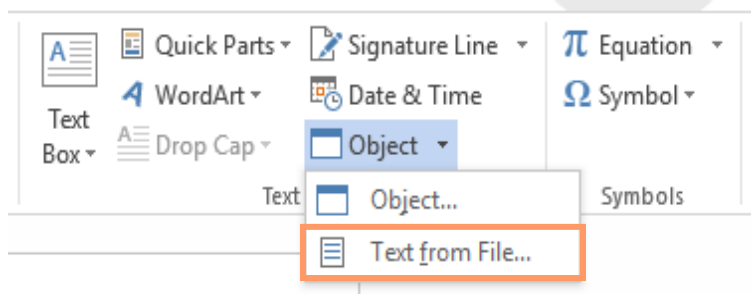 Quick Parts
Signature Line
π Equation
WordArt
Date & Time
Ω Symbol
Text
Box
Drop Cap
Object
Text
Symbols
Object...
Text from File...